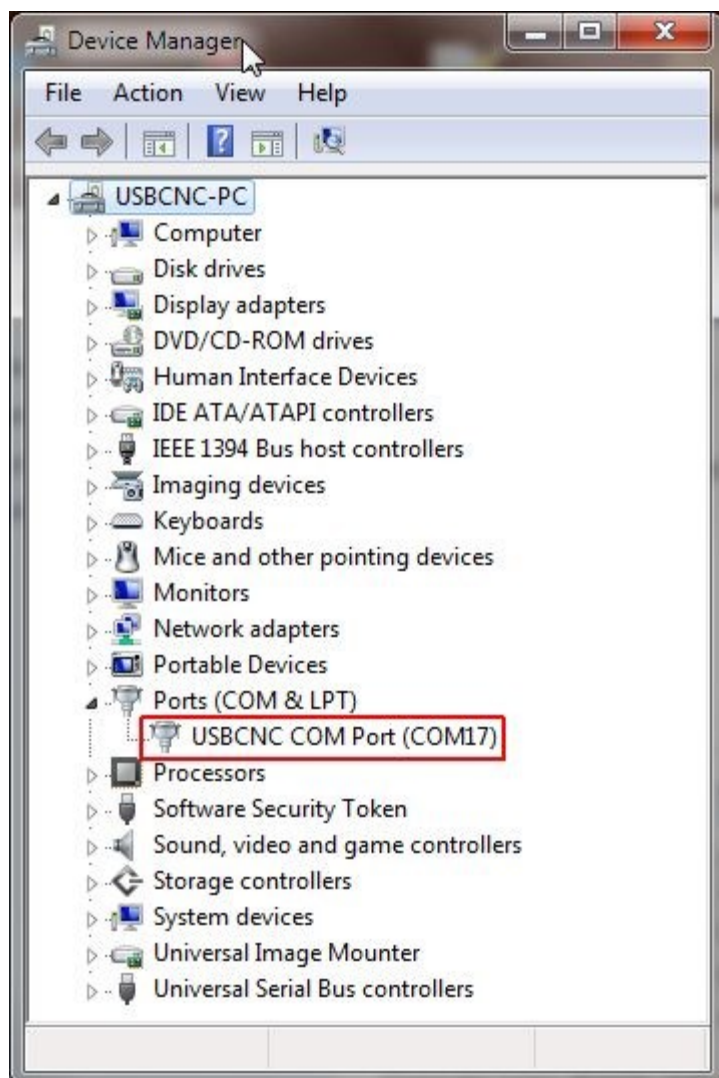 Device Manager
File Action View Help
USBCNC-PC
Computer
Disk drives
Display adapters
DVD/CD-ROM drives
Human Interface Devices
IDE ATA/ATAPI controllers
IEEE 1394 Bus host controllers
Imaging devices
Keyboards
Mice and other pointing devices
Monitors
Network adapters
Portable Devices
Ports (COM & LPT)
USBCNC COM Port (COM17)
Processors
Software Security Token
Sound, video and game controllers
Storage controllers
System devices
Universal Image Mounter
Universal Serial Bus controllers